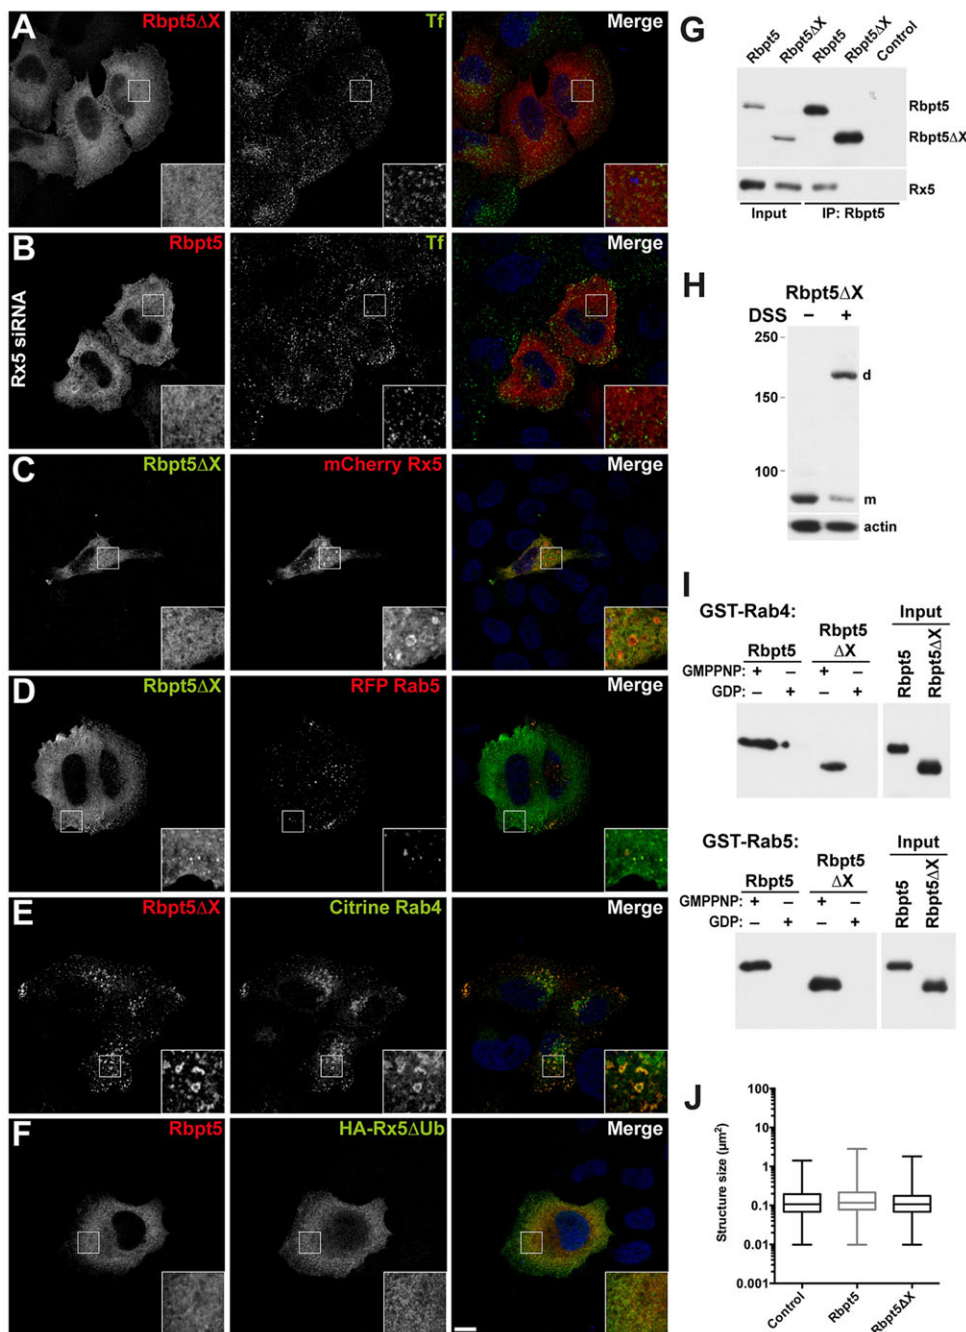 A
Rbpt5ΔX
Tf
Merge
B
Rx5 siRNA
Rbpt5
Tf
Merge
C
Rbpt5ΔX
mCherry Rx5
Merge
D
Rbpt5ΔX
RFP Rab5
Merge
E
Rbpt5ΔX
Citrine Rab4
Merge
F
Rbpt5
HA-Rx5ΔUb
Merge
G
Rbpt5 Rbpt5ΔX Rbpt5 Rbpt5ΔX Control
Rbpt5
Rbpt5ΔX
Rx5
Input IP: Rbpt5
H
Rbpt5ΔX
DSS – +
250
150
100
d
m
actin
I
GST-Rab4:
Input
Rbpt5 Rbpt5 ΔX
Rbpt5 Rbpt5ΔX
GMPPNP: + – + –
GDP: – + – +
GST-Rab5:
Input
Rbpt5 Rbpt5 ΔX
Rbpt5 Rbpt5ΔX
GMPPNP: + – + –
GDP: – + – +
J
Structure size (µm²)
100
10
1
0.1
0.01
0.001
Control Rbpt5 Rbpt5ΔX